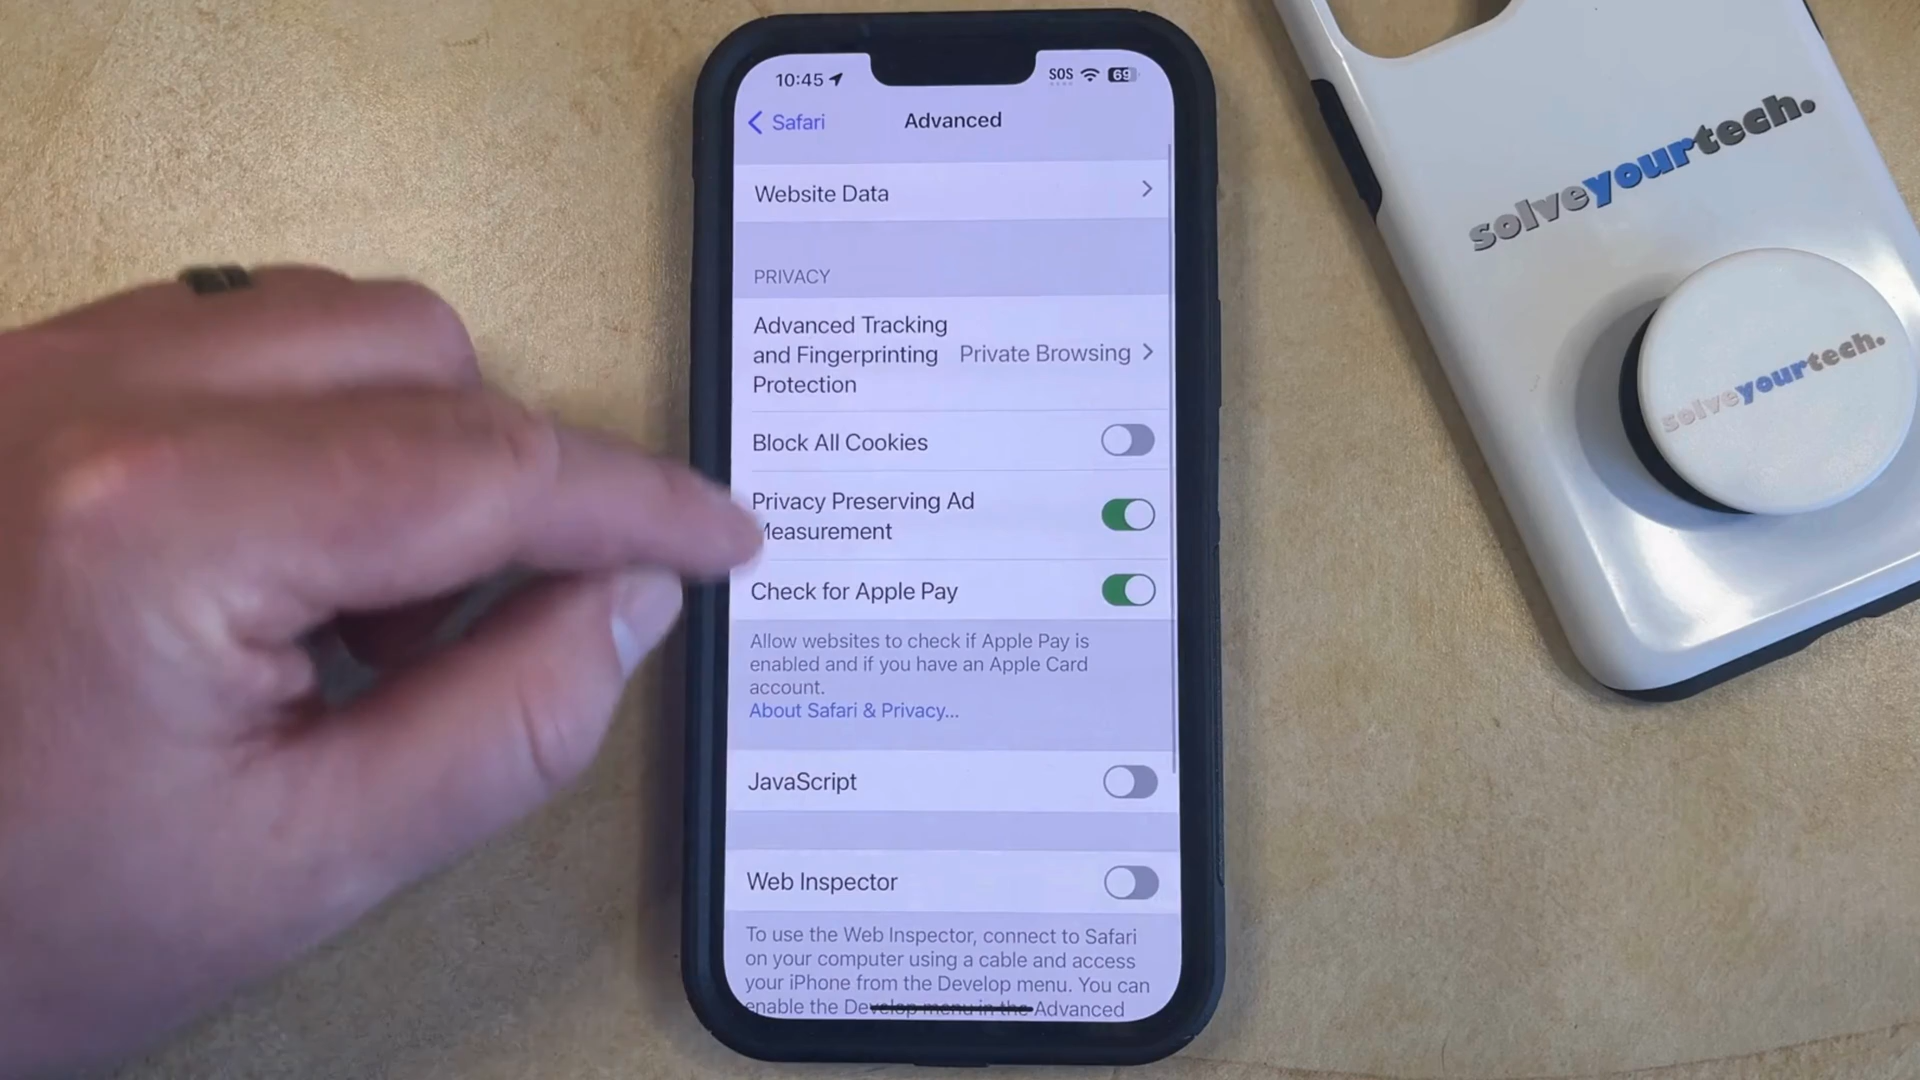 10:45 SOS 69
Safari Advanced
Website Data
PRIVACY
Advanced Tracking
and Fingerprinting
Protection
Private Browsing
Block All Cookies
Privacy Preserving Ad
Measurement
Check for Apple Pay
Allow websites to check if Apple Pay is
enabled and if you have an Apple Card
account.
About Safari & Privacy...
JavaScript
Web Inspector
To use the Web Inspector, connect to Safari
on your computer using a cable and access
your iPhone from the Develop menu. You can
enable the Develop menu in the Advanced
solveyourtech.
solveyourtech.